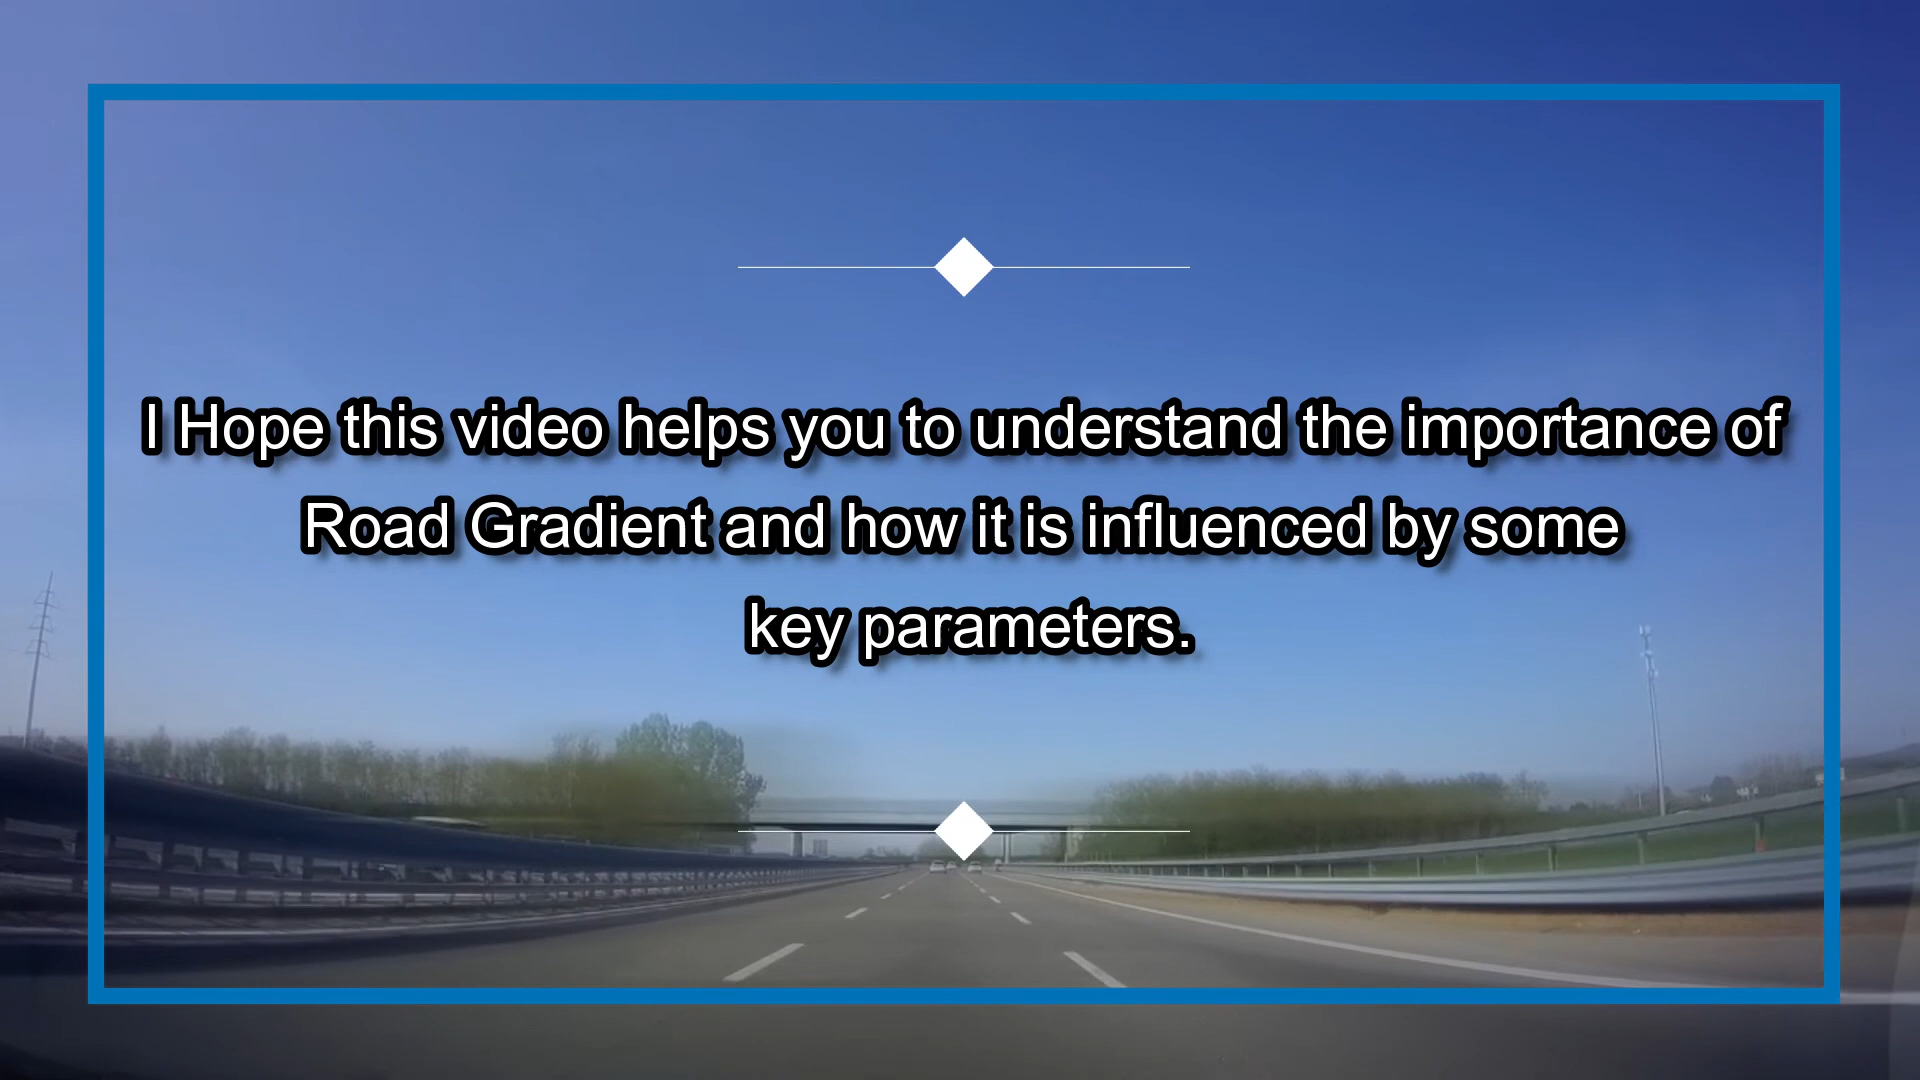 I Hope this video helps you to understand the importance of
Road Gradient and how it is influenced by some
key parameters.